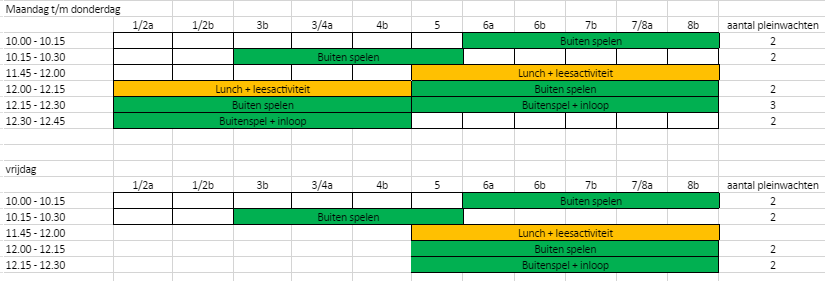 Maandag t/m donderdag
1/2a 1/2b 3b 3/4a 4b 5 6a 6b 7b 7/8a 8b aantal pleinwachten
10.00 - 10.15 Buiten spelen 2
10.15 - 10.30 Buiten spelen 2
11.45 - 12.00 Lunch + leesactiviteit
12.00 - 12.15 Lunch + leesactiviteit Buiten spelen 2
12.15 - 12.30 Buiten spelen Buitenspel + inloop 3
12.30 - 12.45 Buitenspel + inloop 2
vrijdag
1/2a 1/2b 3b 3/4a 4b 5 6a 6b 7b 7/8a 8b aantal pleinwachten
10.00 - 10.15 Buiten spelen 2
10.15 - 10.30 Buiten spelen 2
11.45 - 12.00 Lunch + leesactiviteit
12.00 - 12.15 Buiten spelen 2
12.15 - 12.30 Buitenspel + inloop 2